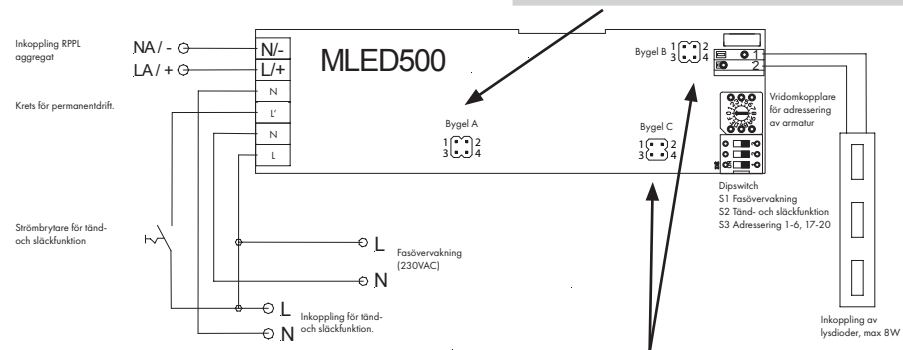 Inkoppling RPPL
aggregat
NA / -
LA / +
N/-
L/+
N
L'
N
L
MLED500
Krets för permanentdrift.
Bygel A
1 2
3 4
Bygel B
1 2
3 4
Bygel C
1 2
3 4
1
2
Vridomkopplare
för adressering
av armatur
Dipswitch
S1 Fasövervakning
S2 Tänd- och släckfunktion
S3 Adressering 1-6, 17-20
Strömbrytare för tänd-
och släckfunktion
L
Fasövervakning
(230VAC)
N
L
Inkoppling för tänd-
och släckfunktion.
N
Inkoppling av
lysdioder, max 8W